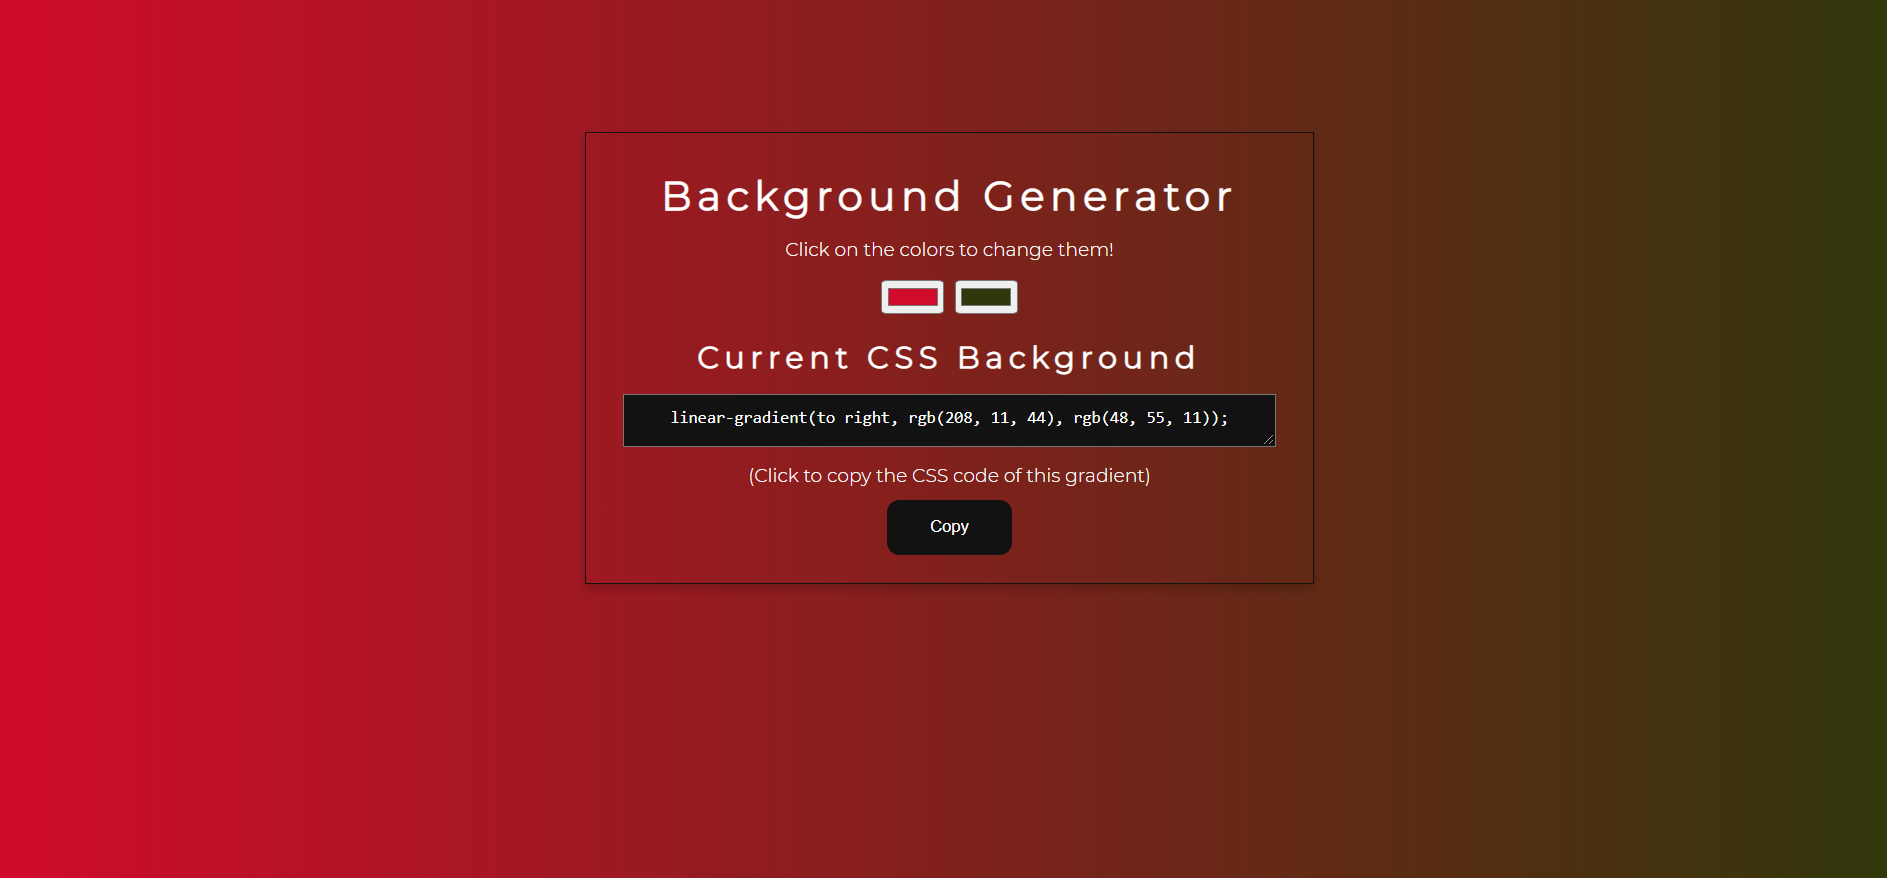 Background Generator
Click on the colors to change them!
Current CSS Background
linear-gradient(to right, rgb(208, 11, 44), rgb(48, 55, 11));
(Click to copy the CSS code of this gradient)
Copy